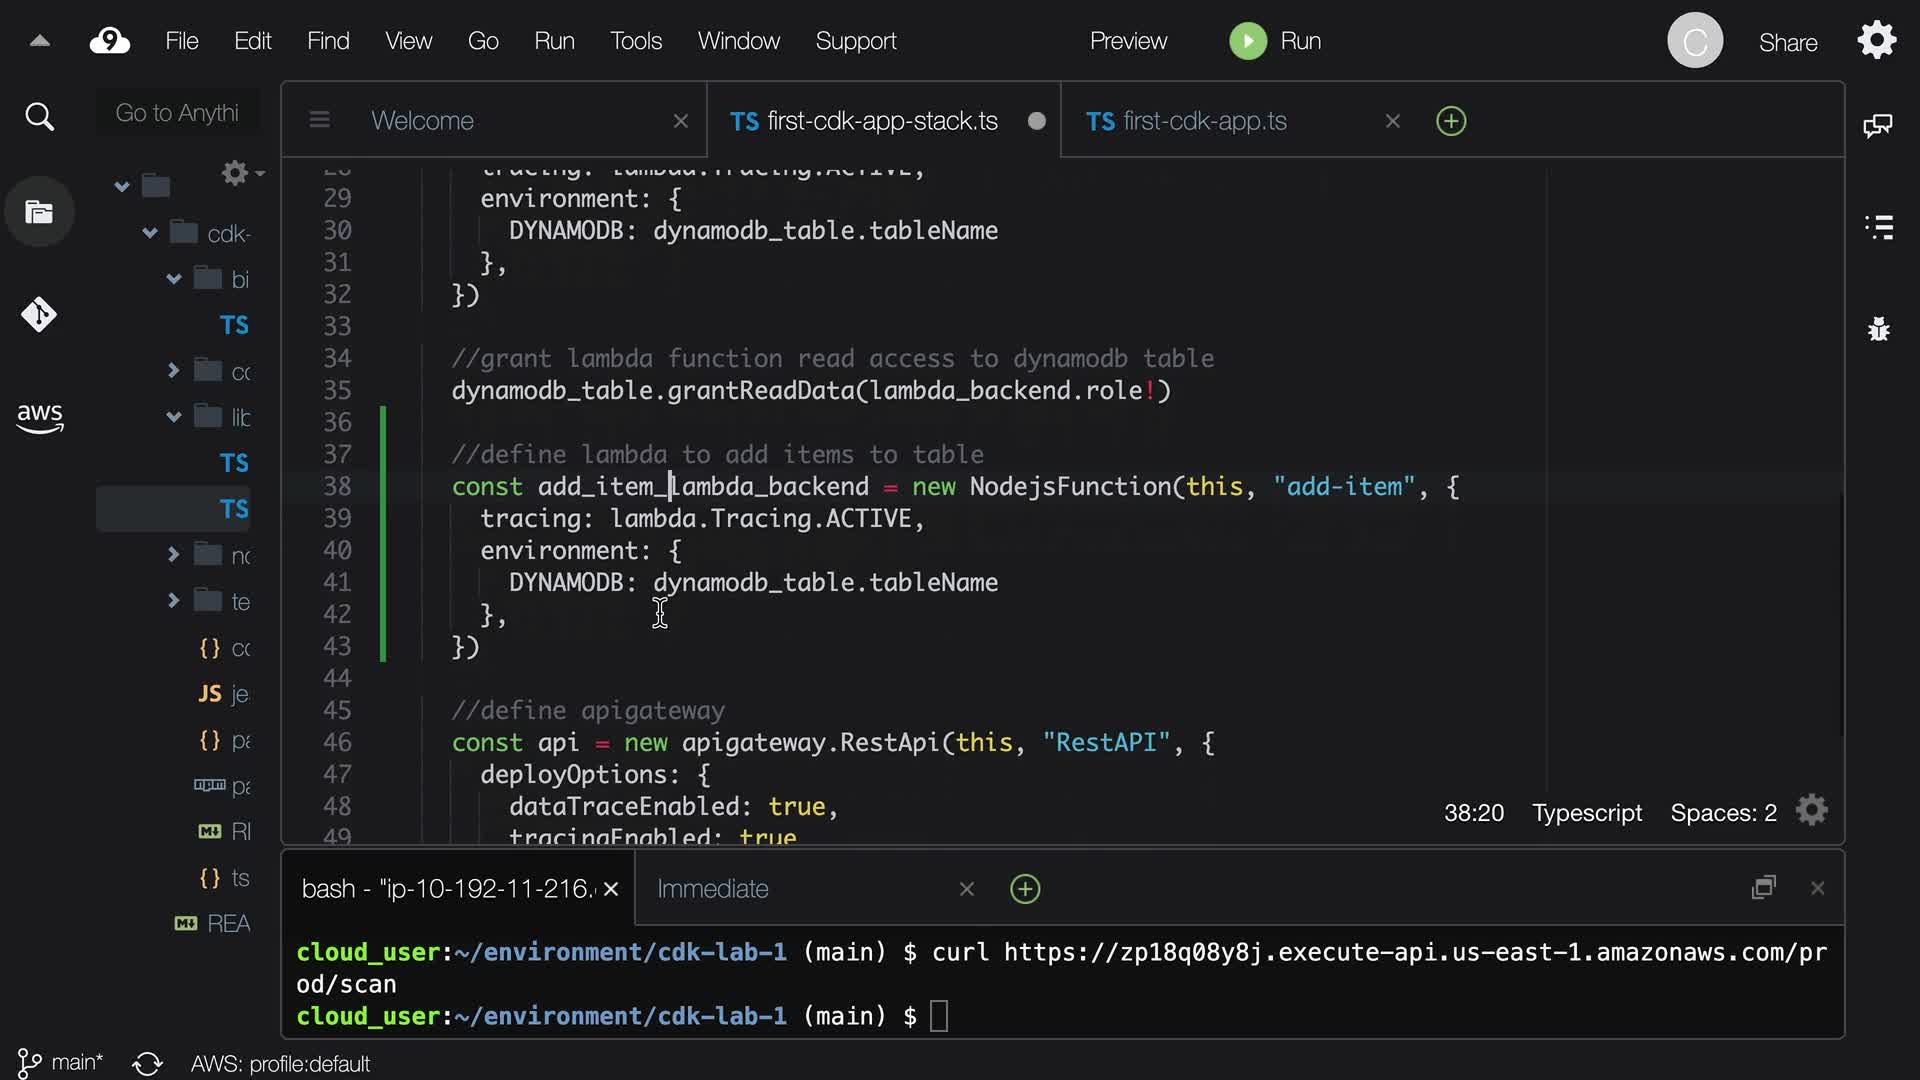 9 File Edit Find View Go Run Tools Window Support Preview Run C Share
Go to Anythi
Welcome
TS first-cdk-app-stack.ts
TS first-cdk-app.ts
cdk-
bi
TS
cc
lib
TS
TS
nc
te
{} cc
JS je
{} pa
npm pa
M RI
{} ts
M REA
aws
28 tracing: lambda.Tracing.ACTIVE,
29 environment: {
30 DYNAMODB: dynamodb_table.tableName
31 },
32 })
33
34 //grant lambda function read access to dynamodb table
35 dynamodb_table.grantReadData(lambda_backend.role!)
36
37 //define lambda to add items to table
38 const add_item_lambda_backend = new NodejsFunction(this, "add-item", {
39 tracing: lambda.Tracing.ACTIVE,
40 environment: {
41 DYNAMODB: dynamodb_table.tableName
42 },
43 })
44
45 //define apigateway
46 const api = new apigateway.RestApi(this, "RestAPI", {
47 deployOptions: {
48 dataTraceEnabled: true,
49 tracingEnabled: true
38:20 Typescript Spaces: 2
bash - "ip-10-192-11-216.
Immediate
cloud_user:~/environment/cdk-lab-1 (main) $ curl https://zp18q08y8j.execute-api.us-east-1.amazonaws.com/pr
od/scan
cloud_user:~/environment/cdk-lab-1 (main) $
main* AWS: profile:default